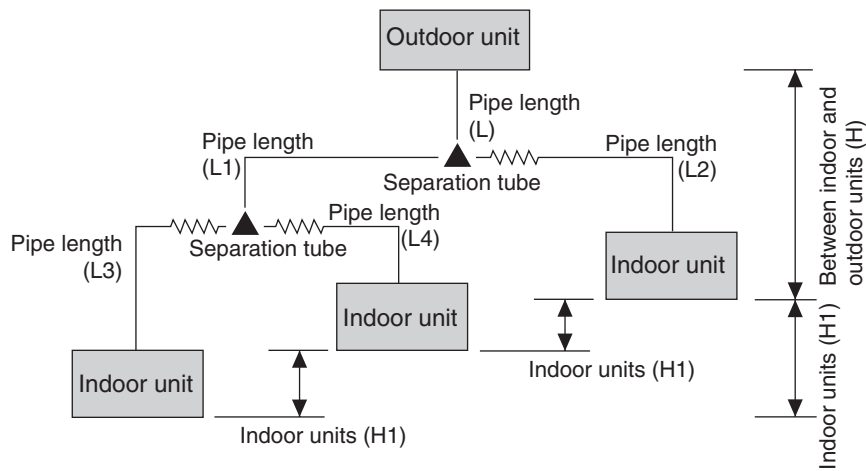 Outdoor unit
Pipe length
(L)
Pipe length
(L1)
Pipe length
(L2)
Separation tube
Pipe length
(L3)
Separation tube
Pipe length
(L4)
Indoor unit
Indoor unit
Indoor unit
Indoor units (H1)
Indoor units (H1)
Between indoor and
outdoor units (H)
Indoor units (H1)